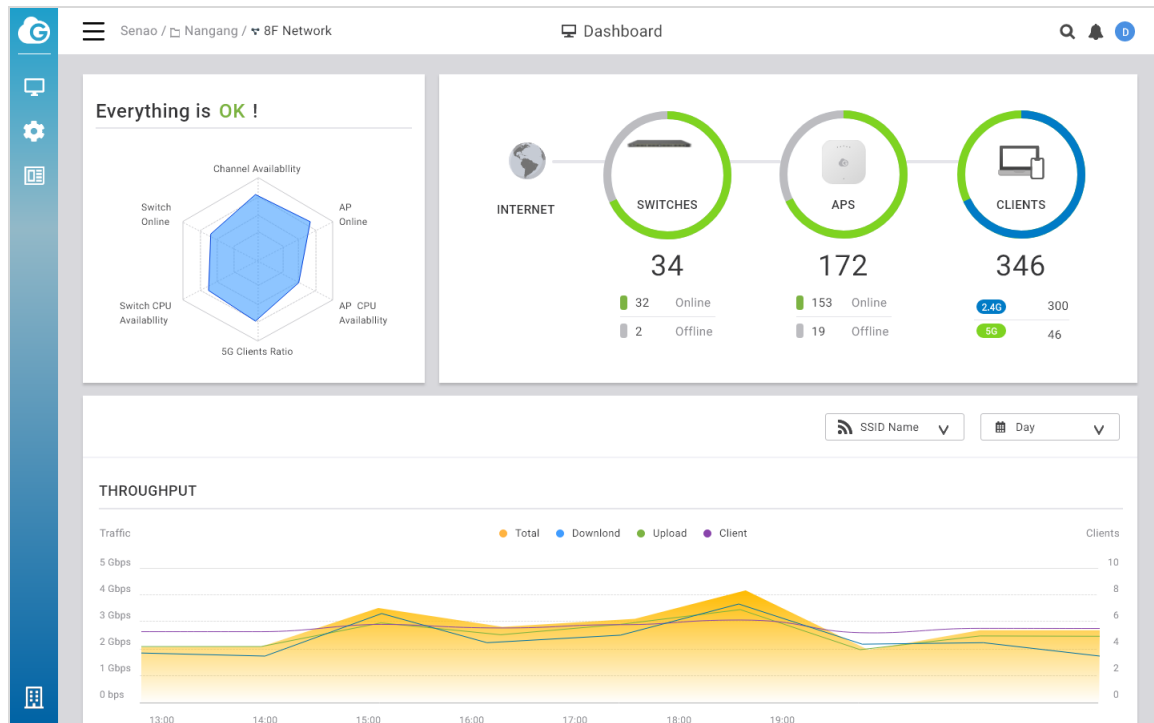 G
Senao / Nangang / 8F Network
Dashboard
D
Everything is OK !
Channel Availability
Switch
Online
AP
Online
Switch CPU
Availability
AP CPU
Availability
5G Clients Ratio
INTERNET
SWITCHES
APS
CLIENTS
34
172
346
32 Online
2 Offline
153 Online
19 Offline
2.4G 300
5G 46
SSID Name
Day
THROUGHPUT
Traffic
Total
Downlond
Upload
Client
Clients
5 Gbps
4 Gbps
3 Gbps
2 Gbps
1 Gbps
0 bps
10
8
6
4
2
0
13:00
14:00
15:00
16:00
17:00
18:00
19:00